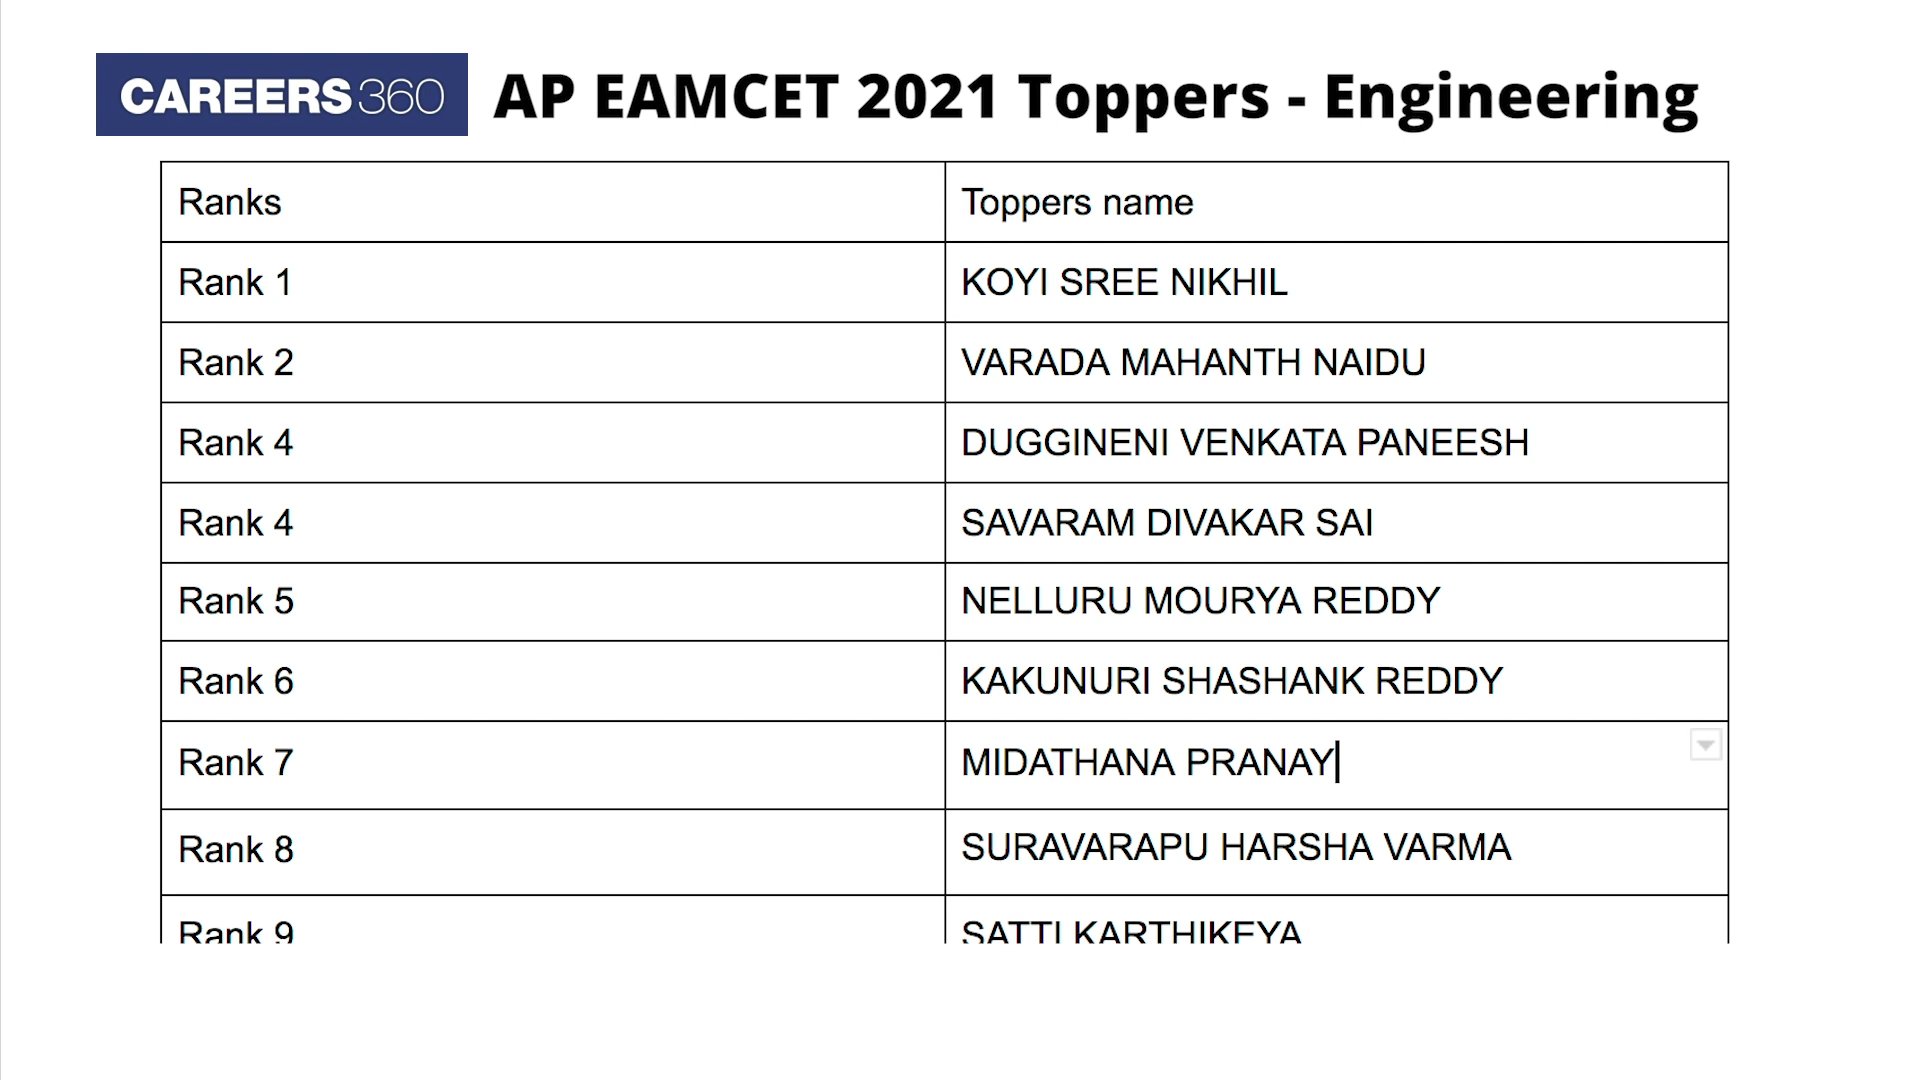 CAREERS360 AP EAMCET 2021 Toppers - Engineering
Ranks Toppers name
Rank 1 KOYI SREE NIKHIL
Rank 2 VARADA MAHANTH NAIDU
Rank 4 DUGGINENI VENKATA PANEESH
Rank 4 SAVARAM DIVAKAR SAI
Rank 5 NELLURU MOURYA REDDY
Rank 6 KAKUNURI SHASHANK REDDY
Rank 7 MIDATHANA PRANAY
Rank 8 SURAVARAPU HARSHA VARMA
Rank 9 SATTI KARTHIKEYA